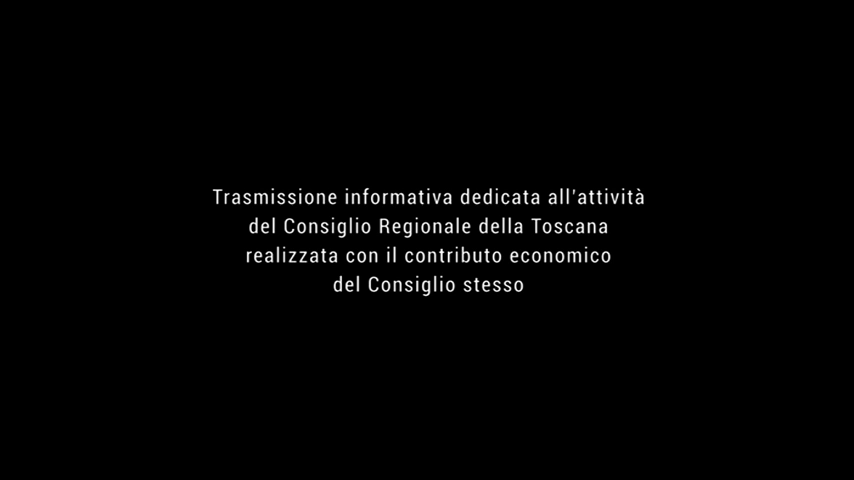 Trasmissione informativa dedicata all'attività
del Consiglio Regionale della Toscana
realizzata con il contributo economico
del Consiglio stesso